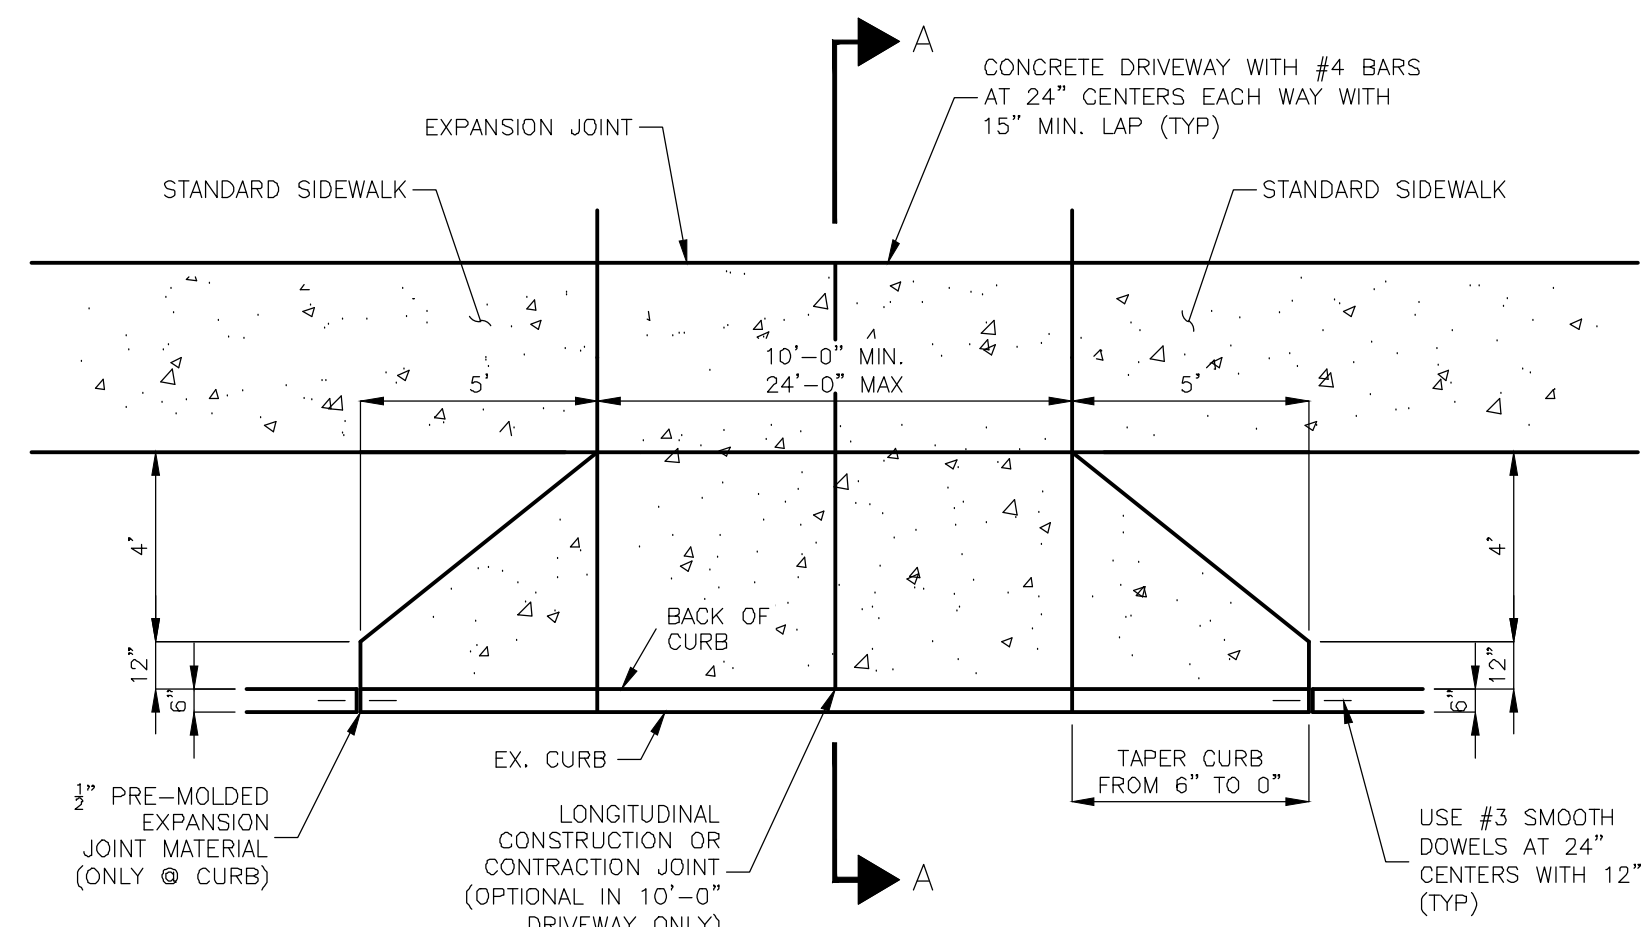 A
CONCRETE DRIVEWAY WITH #4 BARS
AT 24" CENTERS EACH WAY WITH
15" MIN. LAP (TYP)
EXPANSION JOINT
STANDARD SIDEWALK
STANDARD SIDEWALK
10'-0" MIN.
24'-0" MAX
5'
5'
4'
4'
BACK OF
CURB
12"
12"
6"
6"
EX. CURB
TAPER CURB
FROM 6" TO 0"
½" PRE-MOLDED
EXPANSION
JOINT MATERIAL
(ONLY @ CURB)
LONGITUDINAL
CONSTRUCTION OR
CONTRACTION JOINT
(OPTIONAL IN 10'-0"
DRIVEWAY ONLY)
A
USE #3 SMOOTH
DOWELS AT 24"
CENTERS WITH 12"
(TYP)